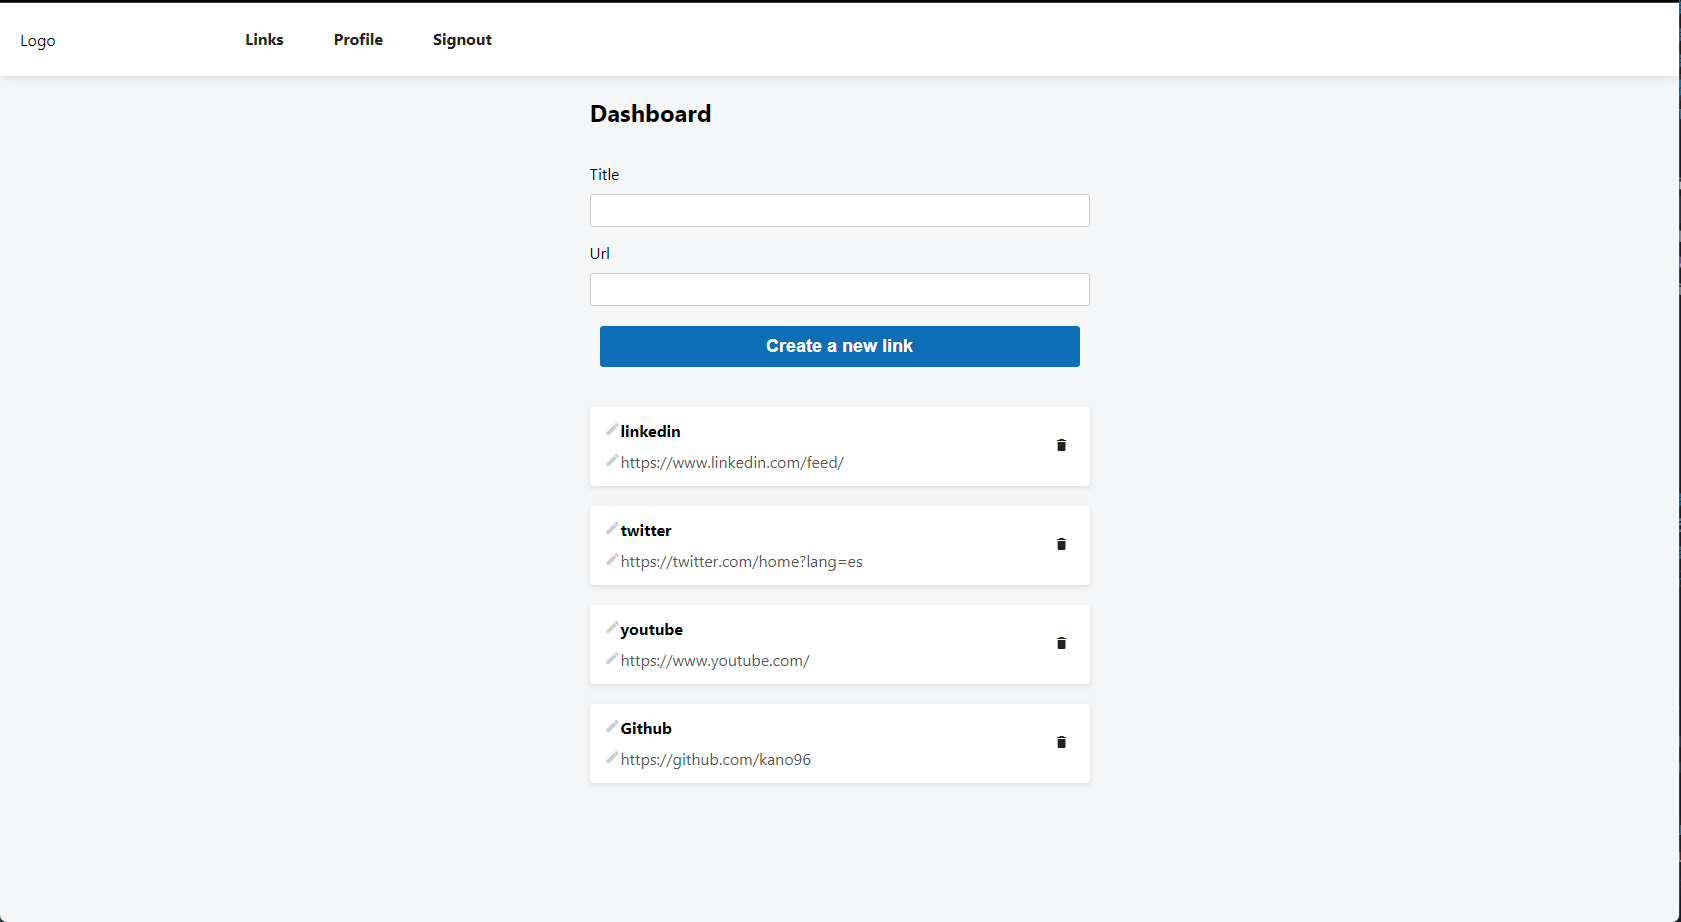 Logo
Links
Profile
Signout
Dashboard
Title
Url
Create a new link
linkedin
https://www.linkedin.com/feed/
twitter
https://twitter.com/home?lang=es
youtube
https://www.youtube.com/
Github
https://github.com/kano96